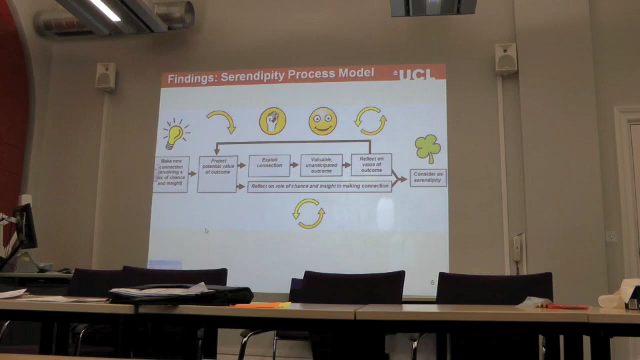 Findings: Serendipity Process Model
UCL
Make new
connection
involving a
mix of chance
and insight
Project
potential value
of outcome
Exploit
connection
Valuable,
unanticipated
outcome
Reflect on
value of
outcome
Consider as
serendipity
Reflect on role of chance and insight in making connection
6